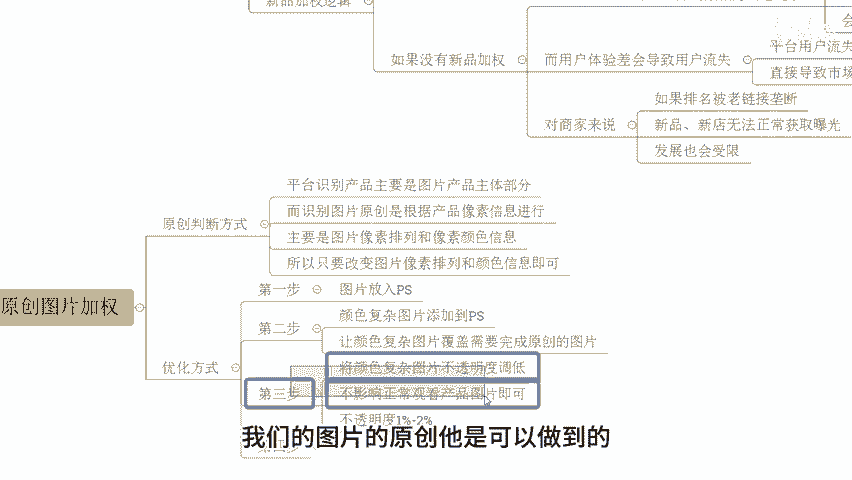 新品加权逻辑
如果没有新品加权
而用户体验差会导致用户流失
平台用户流失
直接导致市场
对商家来说
如果排名被老链接垄断
新品、新店无法正常获取曝光
发展也会受限
原创图片加权
原创判断方式
平台识别产品主要是图片产品主体部分
而识别图片原创是根据产品像素信息进行
主要是图片像素排列和像素颜色信息
所以只要改变图片像素排列和颜色信息即可
优化方式
第一步
图片放入PS
第二步
颜色复杂图片添加到PS
让颜色复杂图片覆盖需要完成原创的图片
第三步
将颜色复杂图片不透明度调低
不影响正常观看产品图片即可
不透明度1%-2%
我们的图片的原创他是可以做到的